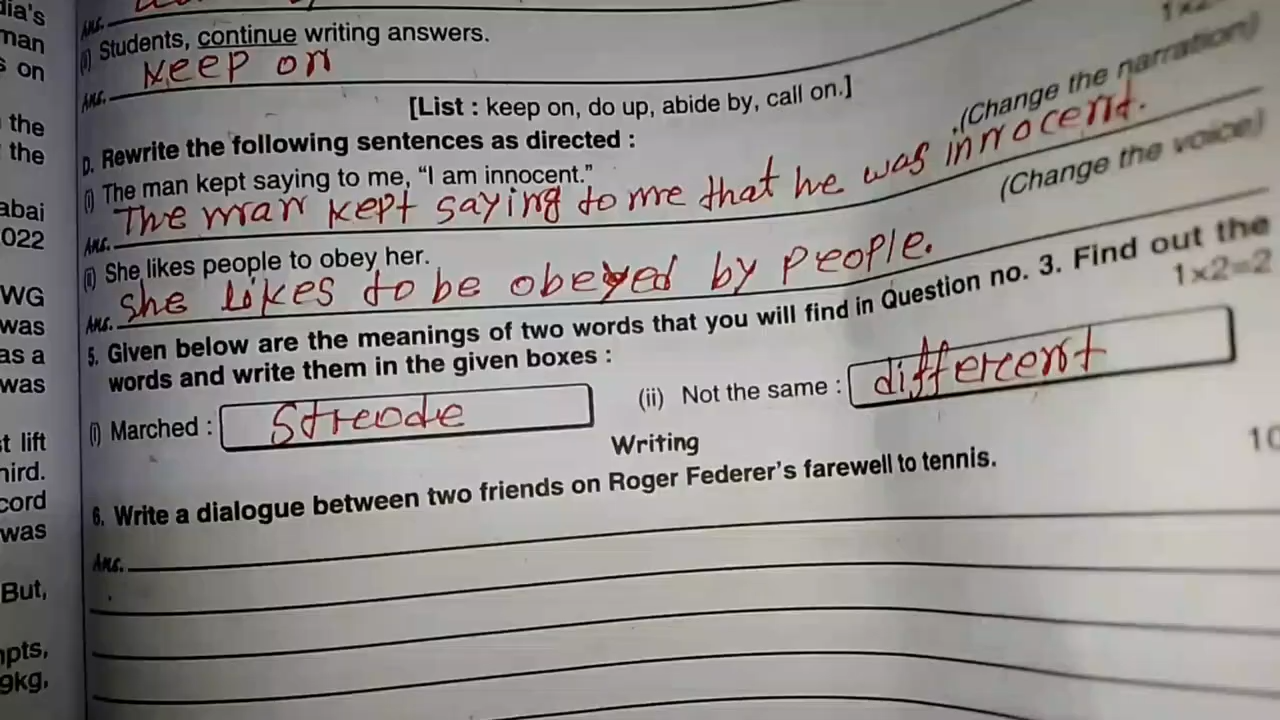 dia's
man
s on
the
the
abai
022
WG
was
as a
was
st lift
hird.
cord
was
But,
mpts,
9kg,
Ans.
(i) Students, continue writing answers.
Ans. keep on
[List : keep on, do up, abide by, call on.]
D. Rewrite the following sentences as directed :
(i) The man kept saying to me, “I am innocent.” (Change the narration)
Ans. The man kept saying to me that he was innocent.
(ii) She likes people to obey her. (Change the voice)
Ans. She likes to be obeyed by people.
5. Given below are the meanings of two words that you will find in Question no. 3. Find out the
words and write them in the given boxes : 1×2=2
(i) Marched : Strode (ii) Not the same : different
Writing
6. Write a dialogue between two friends on Roger Federer's farewell to tennis. 10
Ans.